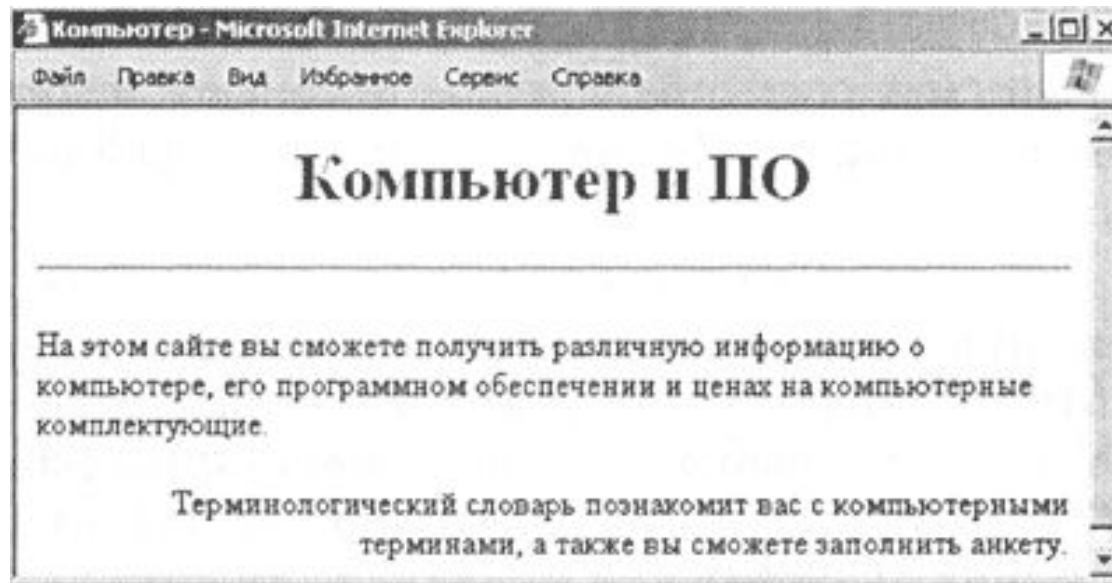 Компьютер - Microsoft Internet Explorer
Файл Правка Вид Избранное Сервис Справка
Компьютер и ПО
На этом сайте вы сможете получить различную информацию о
компьютере, его программном обеспечении и ценах на компьютерные
комплектующие.
Терминологический словарь познакомит вас с компьютерными
терминами, а также вы сможете заполнить анкету.